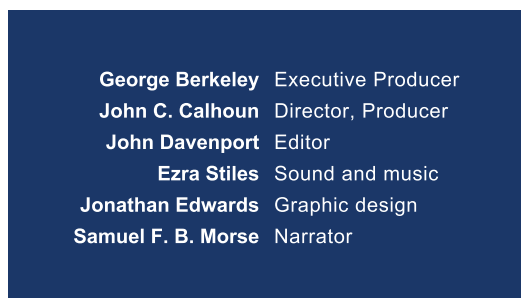 George Berkeley Executive Producer
John C. Calhoun Director, Producer
John Davenport Editor
Ezra Stiles Sound and music
Jonathan Edwards Graphic design
Samuel F. B. Morse Narrator